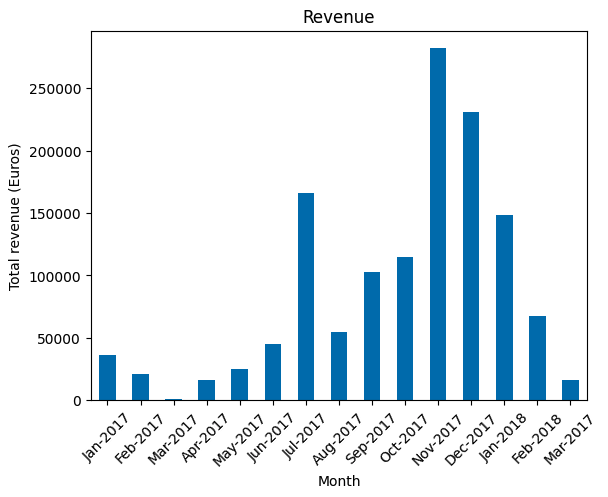 Revenue
Total revenue (Euros)
250000
200000
150000
100000
50000
0
Jan-2017
Feb-2017
Mar-2017
Apr-2017
May-2017
Jun-2017
Jul-2017
Aug-2017
Sep-2017
Oct-2017
Nov-2017
Dec-2017
Jan-2018
Feb-2018
Mar-2017
Month